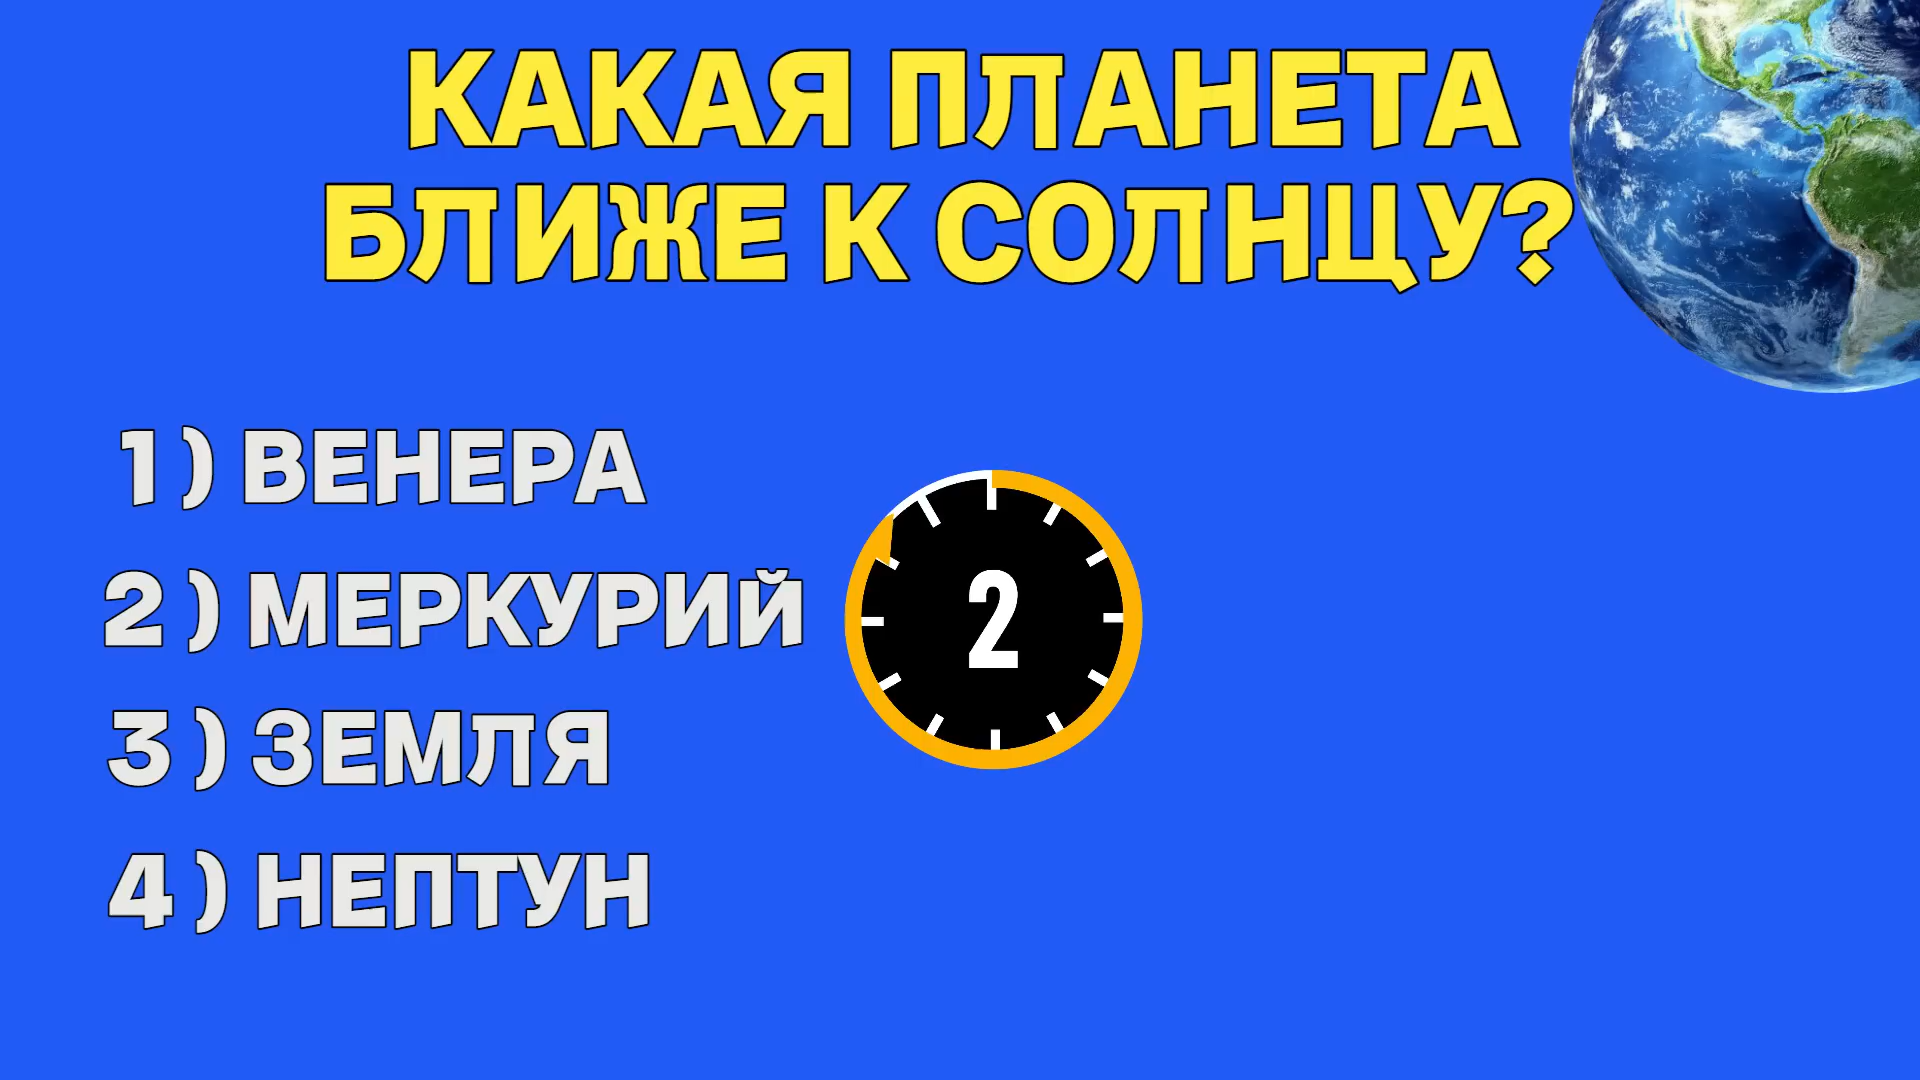 КАКАЯ ПЛАНЕТА
БЛИЖЕ К СОЛНЦУ?
1) ВЕНЕРА
2) МЕРКУРИЙ
2
3) ЗЕМЛЯ
4) НЕПТУН